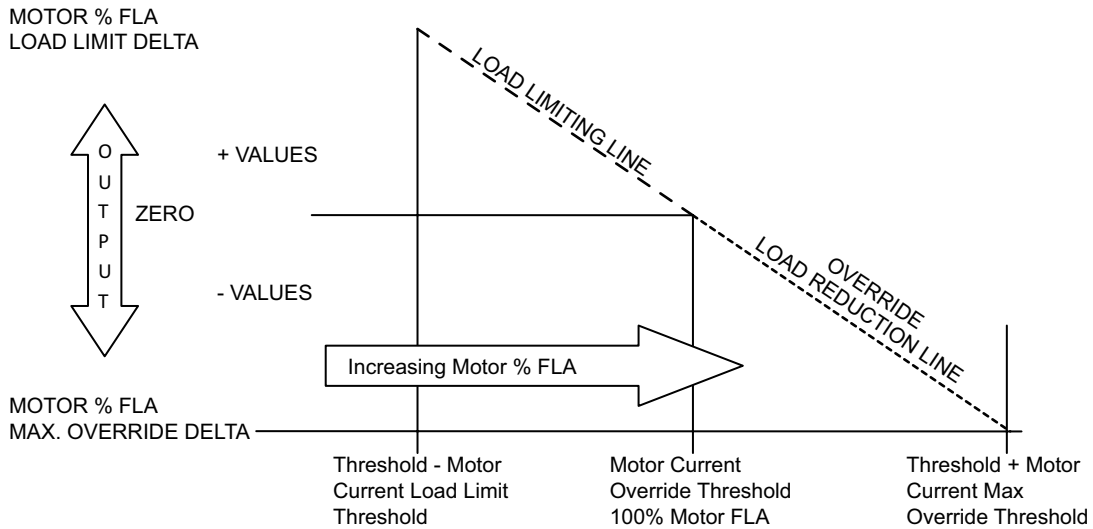 MOTOR % FLA
LOAD LIMIT DELTA
LOAD LIMITING LINE
+ VALUES
OUTPUT
ZERO
- VALUES
OVERRIDE
LOAD REDUCTION LINE
Increasing Motor % FLA
MOTOR % FLA
MAX. OVERRIDE DELTA
Threshold - Motor
Current Load Limit
Threshold
Motor Current
Override Threshold
100% Motor FLA
Threshold + Motor
Current Max
Override Threshold